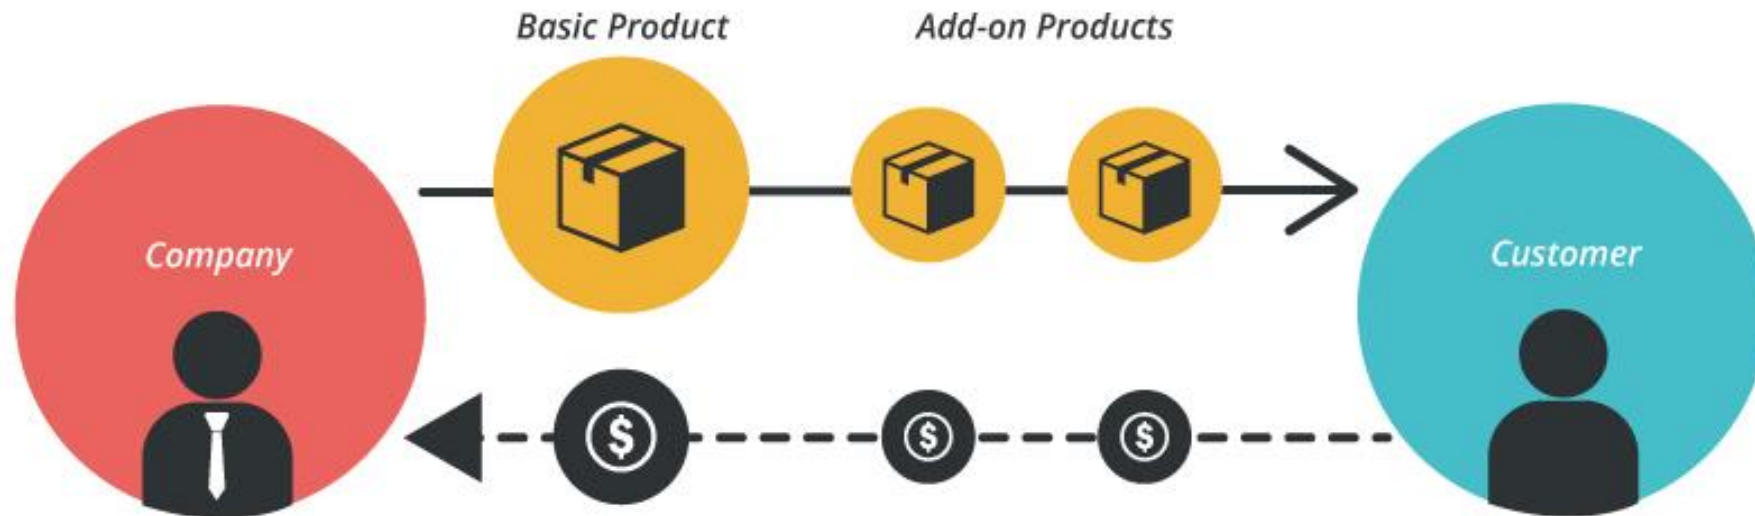 Basic Product
Add-on Products
Company
Customer
$
$
$